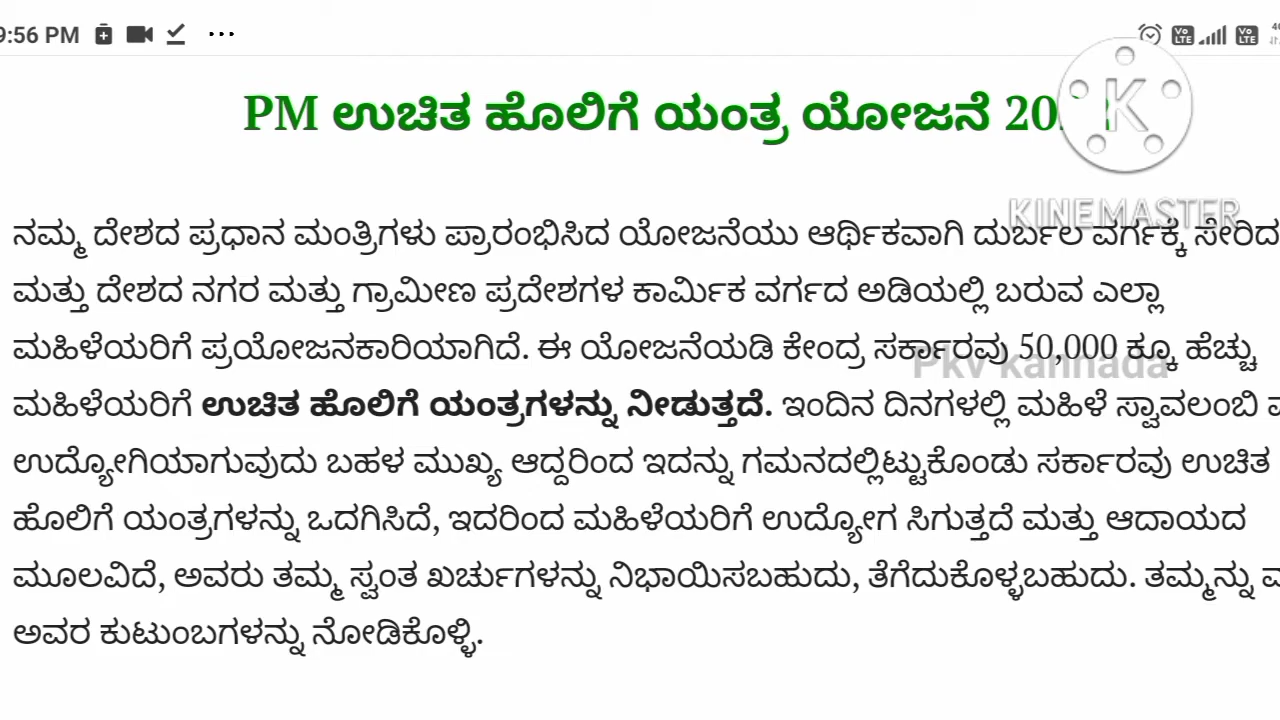 9:56 PM
PM ಉಚಿತ ಹೊಲಿಗೆ ಯಂತ್ರ ಯೋಜನೆ
KINEMASTER
ನಮ್ಮ ದೇಶದ ಪ್ರಧಾನ ಮಂತ್ರಿಗಳು ಪ್ರಾರಂಭಿಸಿದ ಯೋಜನೆಯು ಆರ್ಥಿಕವಾಗಿ ದುರ್ಬಲ ವರ್ಗಕ್ಕೆ ಸೇರಿದ
ಮತ್ತು ದೇಶದ ನಗರ ಮತ್ತು ಗ್ರಾಮೀಣ ಪ್ರದೇಶಗಳ ಕಾರ್ಮಿಕ ವರ್ಗದ ಅಡಿಯಲ್ಲಿ ಬರುವ ಎಲ್ಲಾ
ಮಹಿಳೆಯರಿಗೆ ಪ್ರಯೋಜನಕಾರಿಯಾಗಿದೆ. ಈ ಯೋಜನೆಯಡಿ ಕೇಂದ್ರ ಸರ್ಕಾರವು 50,000 ಕ್ಕೂ ಹೆಚ್ಚು
Pkv kannada
ಮಹಿಳೆಯರಿಗೆ ಉಚಿತ ಹೊಲಿಗೆ ಯಂತ್ರಗಳನ್ನು ನೀಡುತ್ತದೆ. ಇಂದಿನ ದಿನಗಳಲ್ಲಿ ಮಹಿಳೆ ಸ್ವಾವಲಂಬಿ
ಉದ್ಯೋಗಿಯಾಗುವುದು ಬಹಳ ಮುಖ್ಯ ಆದ್ದರಿಂದ ಇದನ್ನು ಗಮನದಲ್ಲಿಟ್ಟುಕೊಂಡು ಸರ್ಕಾರವು ಉಚಿತ
ಹೊಲಿಗೆ ಯಂತ್ರಗಳನ್ನು ಒದಗಿಸಿದೆ, ಇದರಿಂದ ಮಹಿಳೆಯರಿಗೆ ಉದ್ಯೋಗ ಸಿಗುತ್ತದೆ ಮತ್ತು ಆದಾಯದ
ಮೂಲವಿದೆ, ಅವರು ತಮ್ಮ ಸ್ವಂತ ಖರ್ಚುಗಳನ್ನು ನಿಭಾಯಿಸಬಹುದು, ತೆಗೆದುಕೊಳ್ಳಬಹುದು. ತಮ್ಮನ್ನು
ಅವರ ಕುಟುಂಬಗಳನ್ನು ನೋಡಿಕೊಳ್ಳಿ.